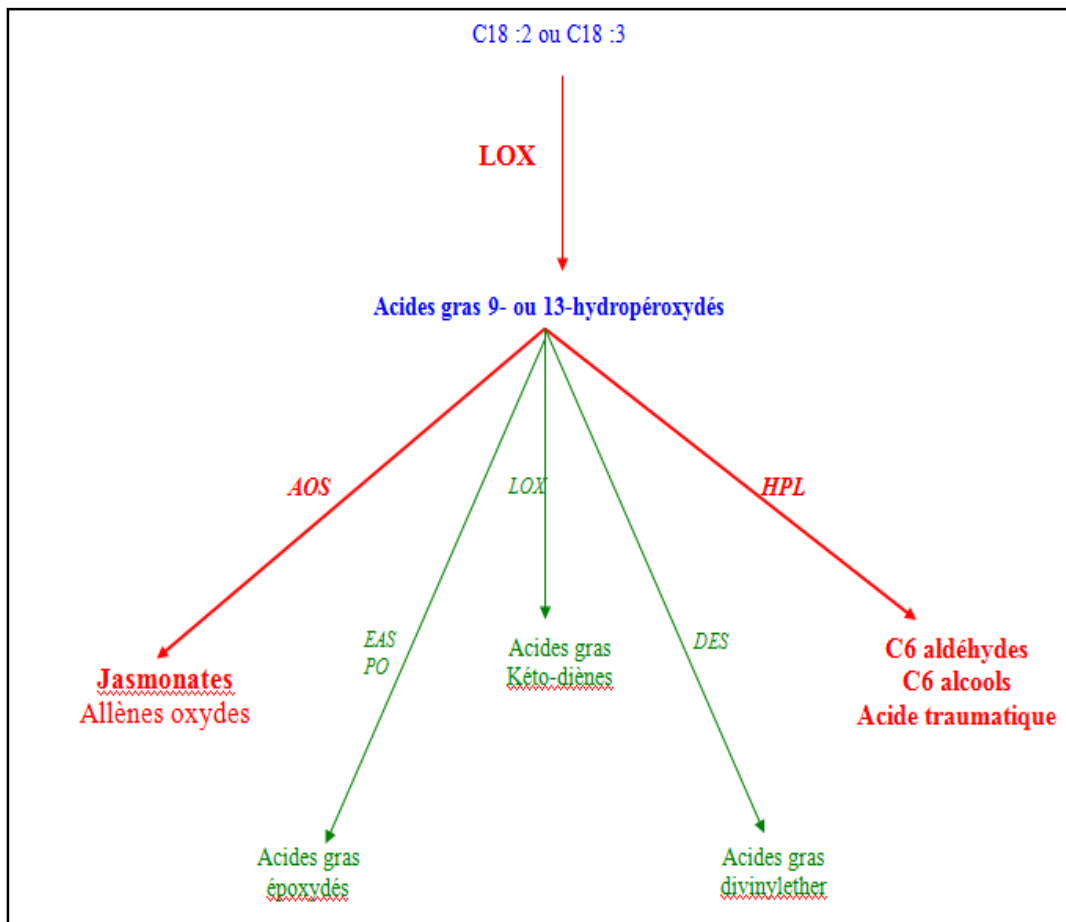 C18 :2 ou C18 :3
LOX
Acides gras 9- ou 13-hydropéroxydés
AOS
LOX
HPL
EAS
PO
DES
Jasmonates
Allènes oxydes
Acides gras
Kéto-diènes
C6 aldéhydes
C6 alcools
Acide traumatique
Acides gras
époxydés
Acides gras
divinylether